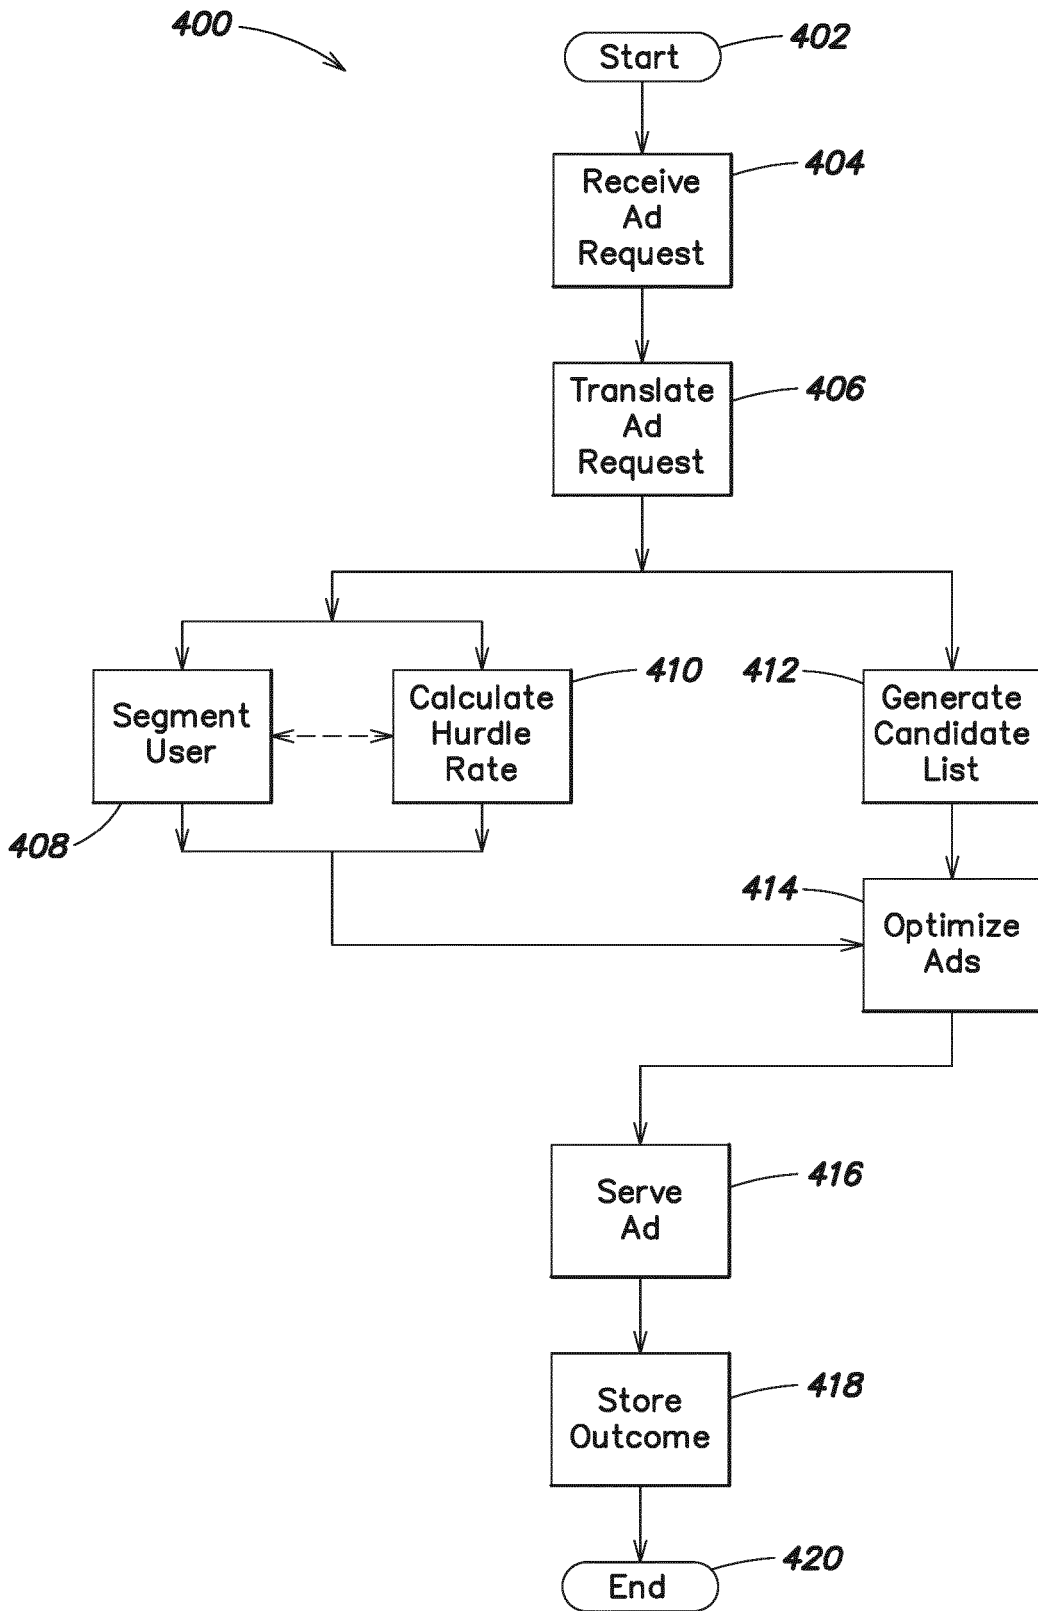 400
402
Start
404
Receive
Ad
Request
406
Translate
Ad
Request
408
Segment
User
410
Calculate
Hurdle
Rate
412
Generate
Candidate
List
414
Optimize
Ads
416
Serve
Ad
418
Store
Outcome
420
End